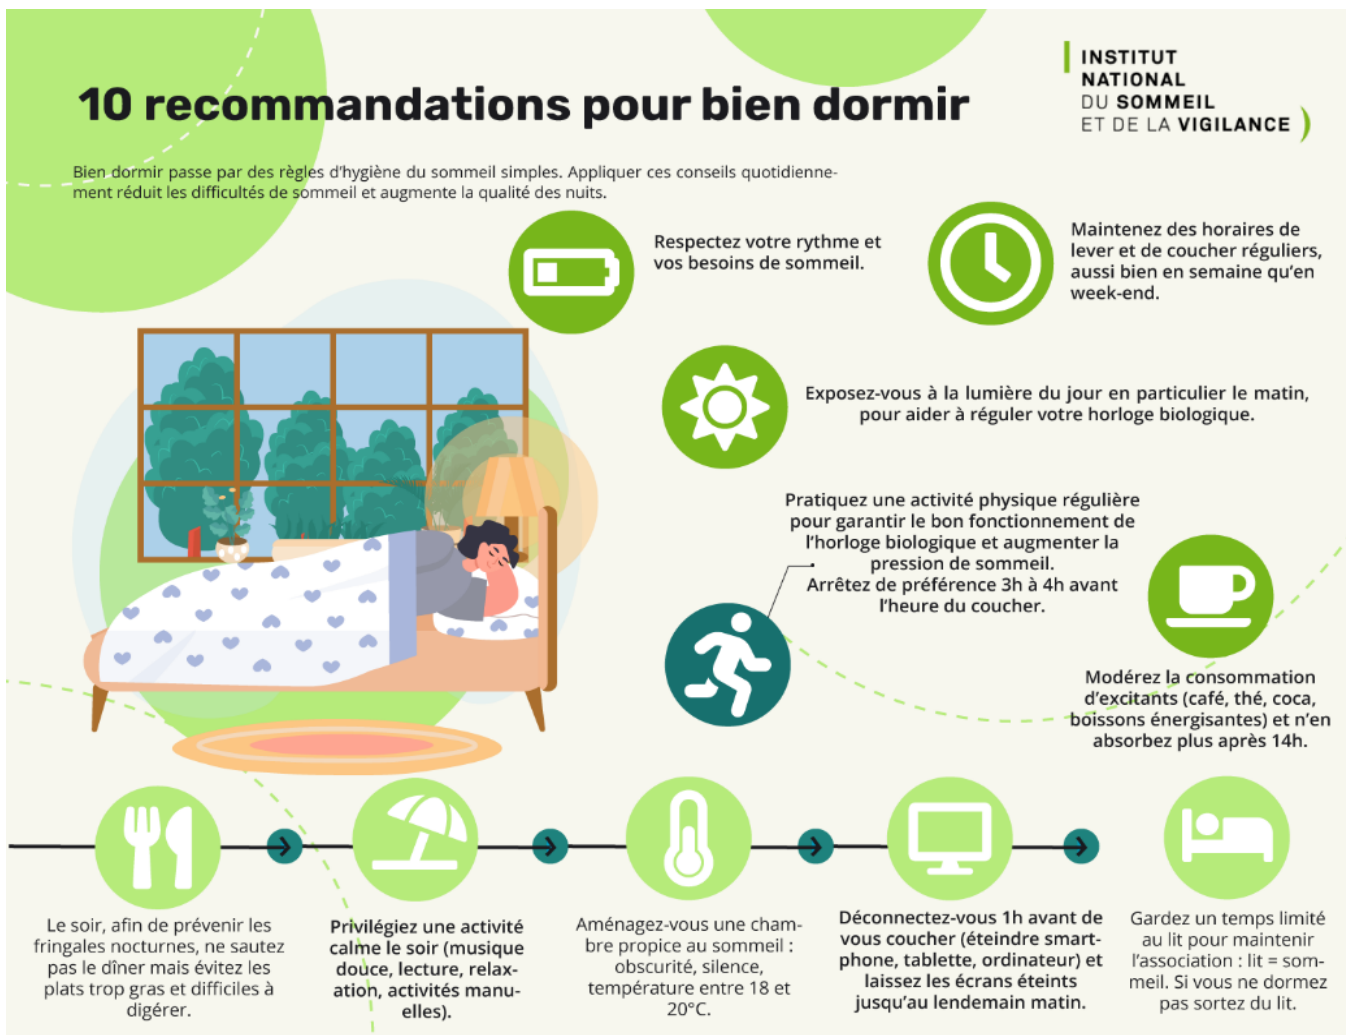 INSTITUT
NATIONAL
DU SOMMEIL
ET DE LA VIGILANCE
10 recommandations pour bien dormir
Bien dormir passe par des règles d'hygiène du sommeil simples. Appliquer ces conseils quotidienne-
ment réduit les difficultés de sommeil et augmente la qualité des nuits.
Respectez votre rythme et
vos besoins de sommeil.
Maintenez des horaires de
lever et de coucher réguliers,
aussi bien en semaine qu'en
week-end.
Exposez-vous à la lumière du jour en particulier le matin,
pour aider à réguler votre horloge biologique.
Pratiquez une activité physique régulière
pour garantir le bon fonctionnement de
l'horloge biologique et augmenter la
pression de sommeil.
Arrêtez de préférence 3h à 4h avant
l'heure du coucher.
Modérez la consommation
d'excitants (café, thé, coca,
boissons énergisantes) et n'en
absorbez plus après 14h.
Le soir, afin de prévenir les
fringales nocturnes, ne sautez
pas le dîner mais évitez les
plats trop gras et difficiles à
digérer.
Privilégiez une activité
calme le soir (musique
douce, lecture, relax-
ation, activités manu-
elles).
Aménagez-vous une cham-
bre propice au sommeil :
obscurité, silence,
température entre 18 et
20°C.
Déconnectez-vous 1h avant de
vous coucher (éteindre smart-
phone, tablette, ordinateur) et
laissez les écrans éteints
jusqu'au lendemain matin.
Gardez un temps limité
au lit pour maintenir
l'association : lit = som-
meil. Si vous ne dormez
pas sortez du lit.